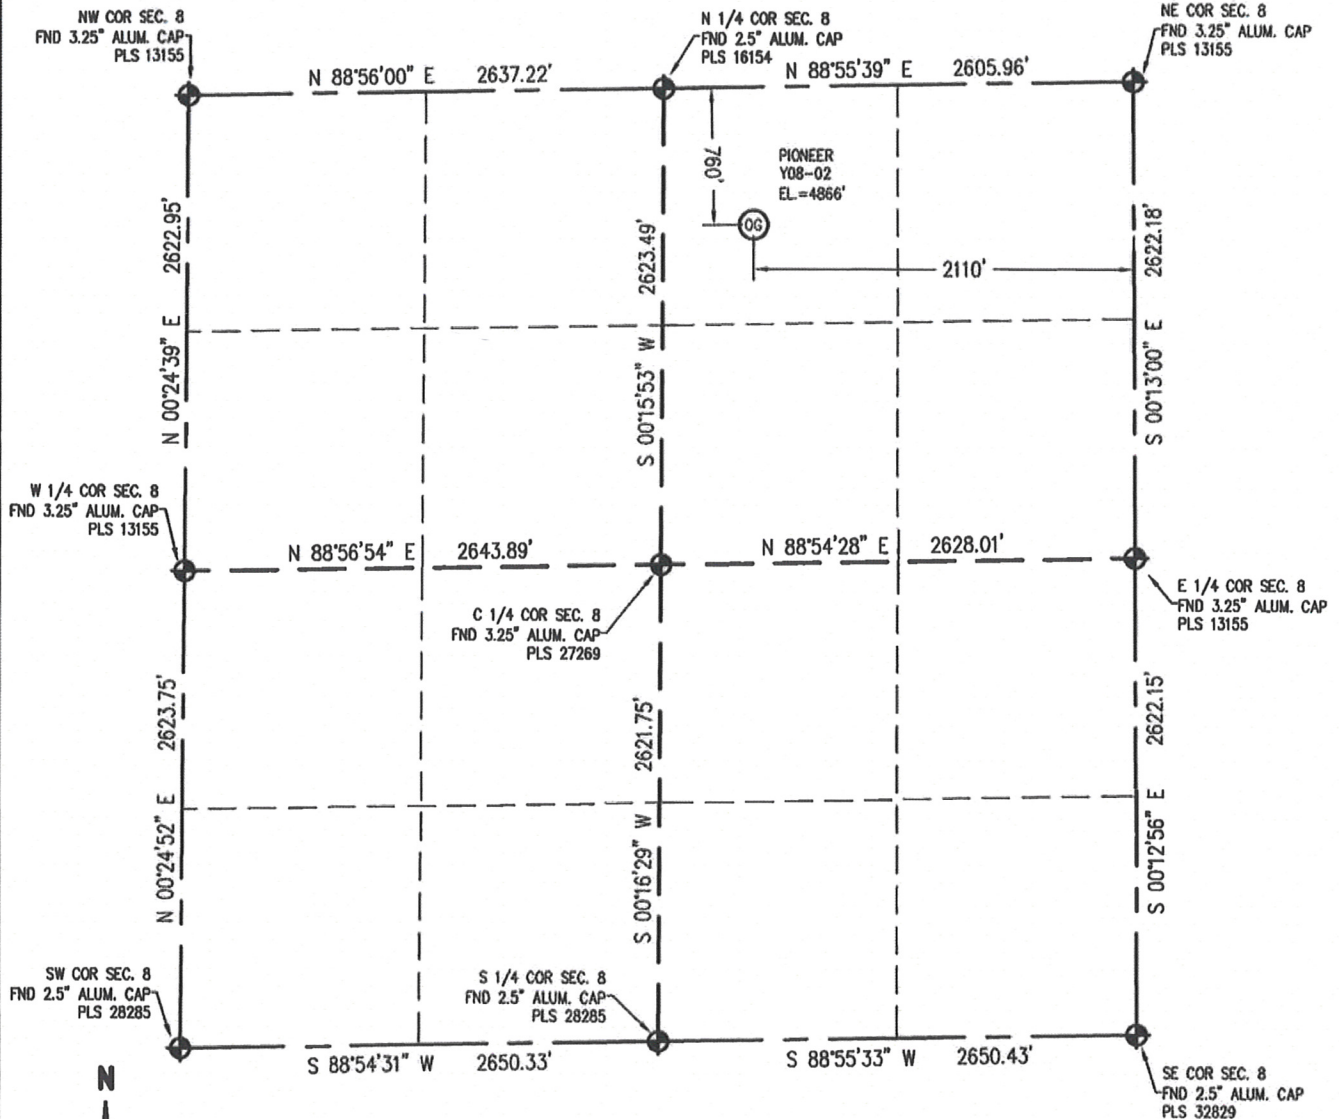 NW COR SEC. 8
FND 3.25" ALUM. CAP
PLS 13155
N 1/4 COR SEC. 8
FND 2.5" ALUM. CAP
PLS 16154
NE COR SEC. 8
FND 3.25" ALUM. CAP
PLS 13155
N 88°56'00" E 2637.22'
N 88°55'39" E 2605.96'
760'
PIONEER
Y08-02
EL.=4866'
OG
2110'
N 00°24'39" E 2622.95'
S 00°15'53" W 2623.49'
S 00°13'00" E 2622.18'
W 1/4 COR SEC. 8
FND 3.25" ALUM. CAP
PLS 13155
N 88°56'54" E 2643.89'
N 88°54'28" E 2628.01'
C 1/4 COR SEC. 8
FND 3.25" ALUM. CAP
PLS 27269
E 1/4 COR SEC. 8
FND 3.25" ALUM. CAP
PLS 13155
N 00°24'52" E 2623.75'
S 00°16'29" W 2621.75'
S 00°12'56" E 2622.15'
SW COR SEC. 8
FND 2.5" ALUM. CAP
PLS 28285
S 1/4 COR SEC. 8
FND 2.5" ALUM. CAP
PLS 28285
S 88°54'31" W 2650.33'
S 88°55'33" W 2650.43'
SE COR SEC. 8
FND 2.5" ALUM. CAP
PLS 32829
N